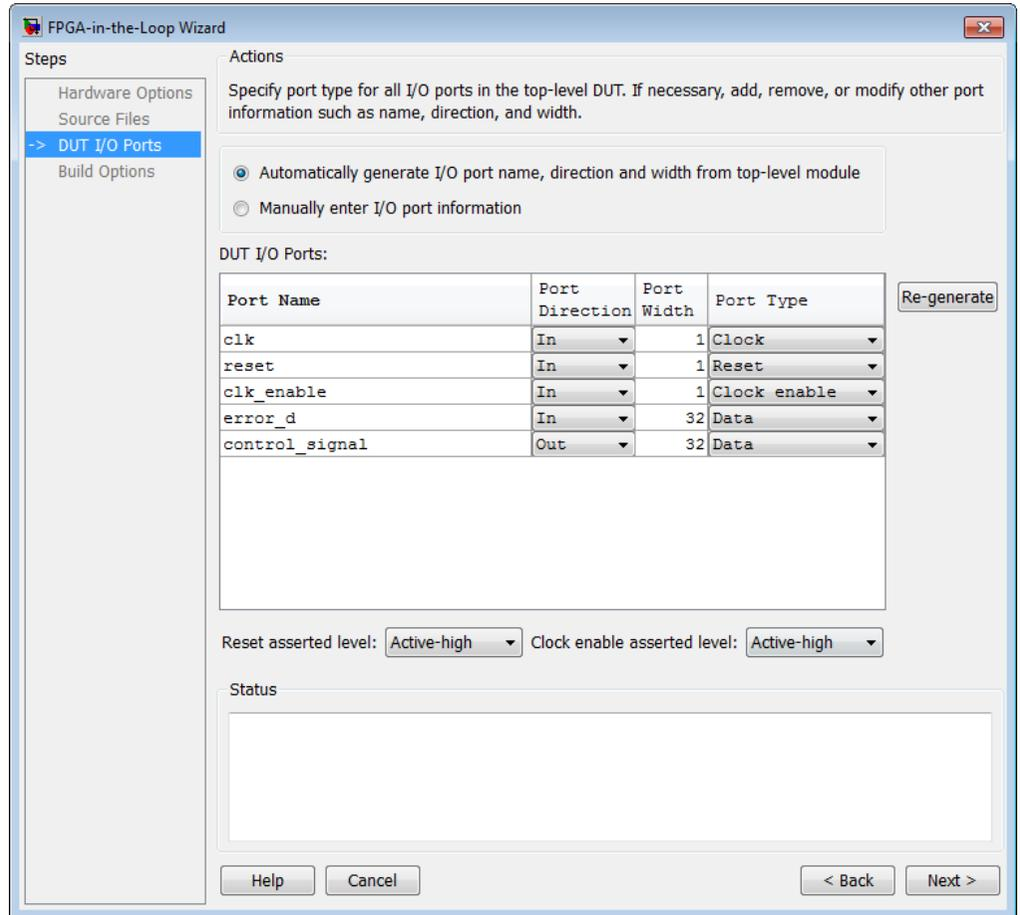 FPGA-in-the-Loop Wizard
Steps
Hardware Options
Source Files
-> DUT I/O Ports
Build Options
Actions
Specify port type for all I/O ports in the top-level DUT. If necessary, add, remove, or modify other port
information such as name, direction, and width.
Automatically generate I/O port name, direction and width from top-level module
Manually enter I/O port information
DUT I/O Ports:
Port Name Port Direction Port Width Port Type
clk In 1 Clock
reset In 1 Reset
clk_enable In 1 Clock enable
error_d In 32 Data
control_signal Out 32 Data
Re-generate
Reset asserted level: Active-high Clock enable asserted level: Active-high
Status
Help Cancel < Back Next >